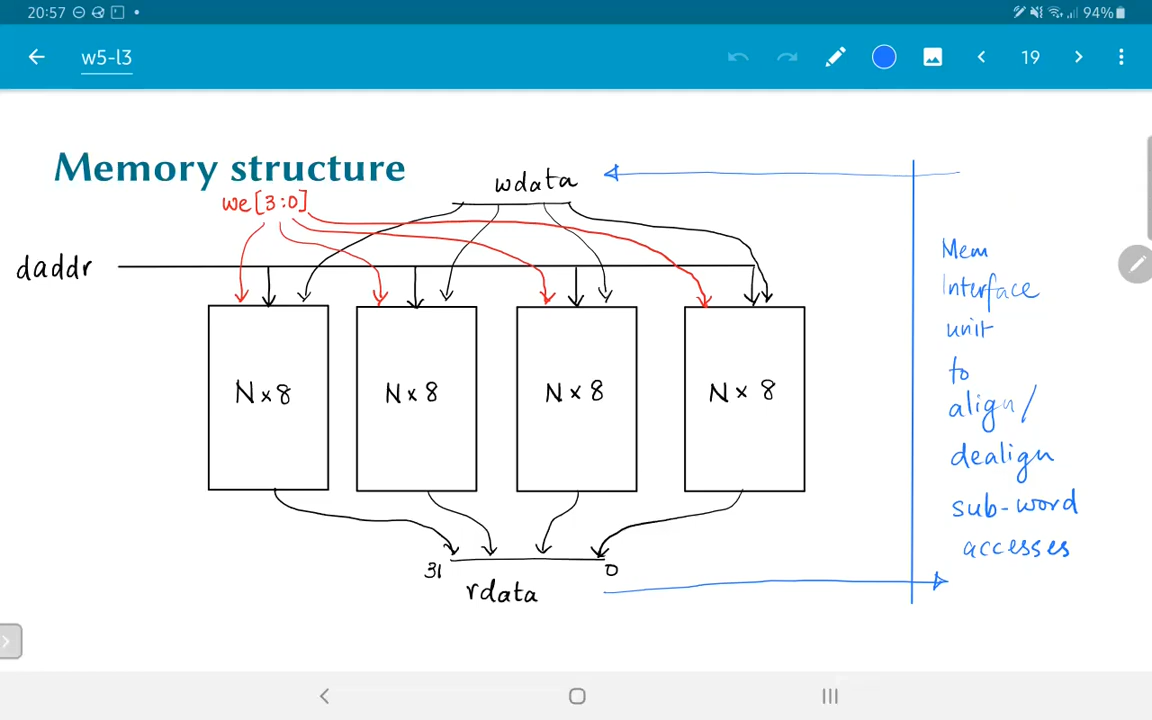 20:57
94%
w5-l3
19
Memory structure
wdata
we[3:0]
daddr
N x 8
N x 8
N x 8
N x 8
31
0
rdata
Mem
Interface
unit
to
align/
dealign
sub-word
accesses